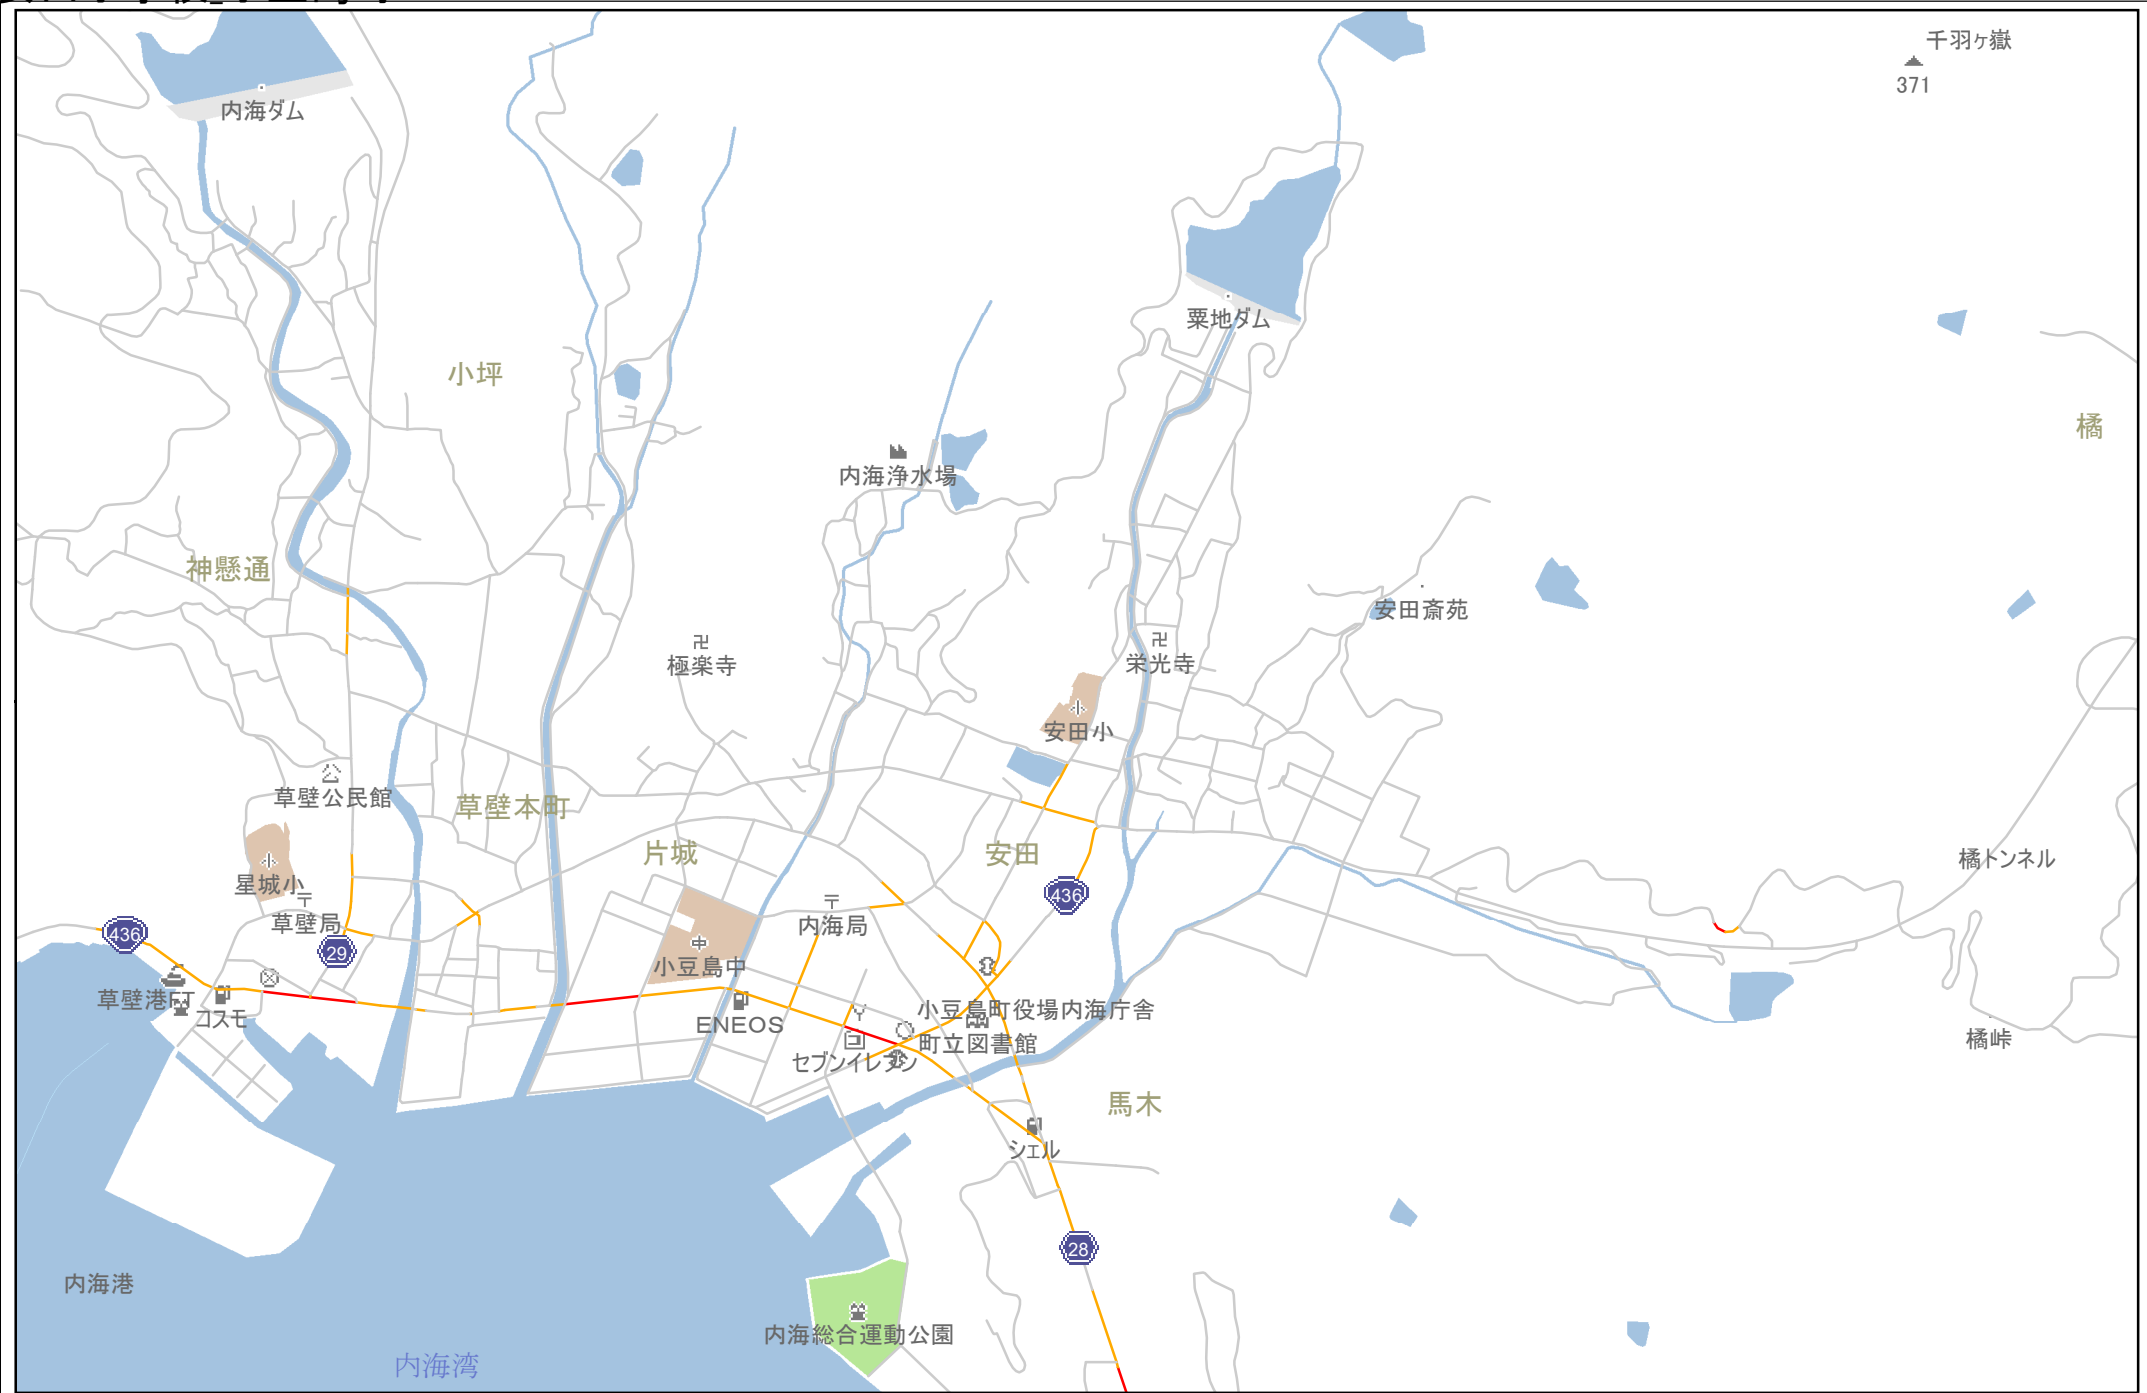 千羽ヶ嶽
371
内海ダム
粟地ダム
小坪
橘
内海浄水場
神懸通
安田斎苑
極楽寺
栄光寺
安田小
草壁公民館
草壁本町
片城
安田
橘トンネル
星城小
436
草壁局
内海局
436
29
小豆島中
草壁港FT
コスモ
ENEOS
小豆島町役場内海庁舎
町立図書館
橘峠
セブンイレブン
馬木
シェル
28
内海港
内海総合運動公園
内海湾